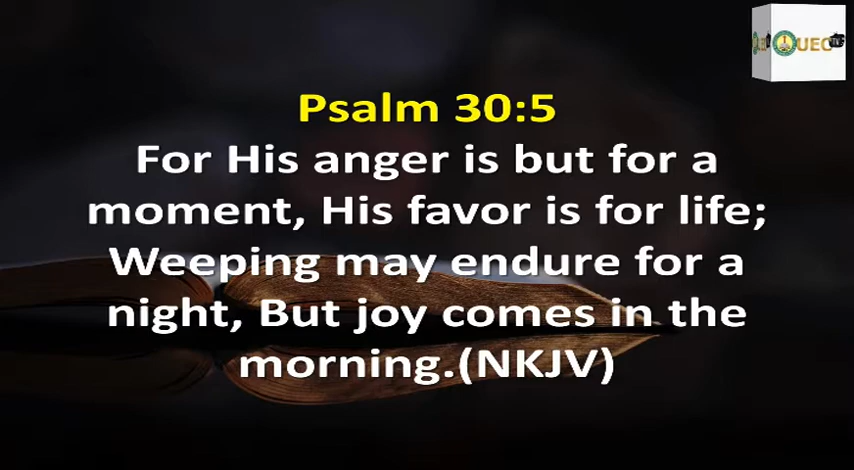 UEC
Psalm 30:5
For His anger is but for a
moment, His favor is for life;
Weeping may endure for a
night, But joy comes in the
morning.(NKJV)